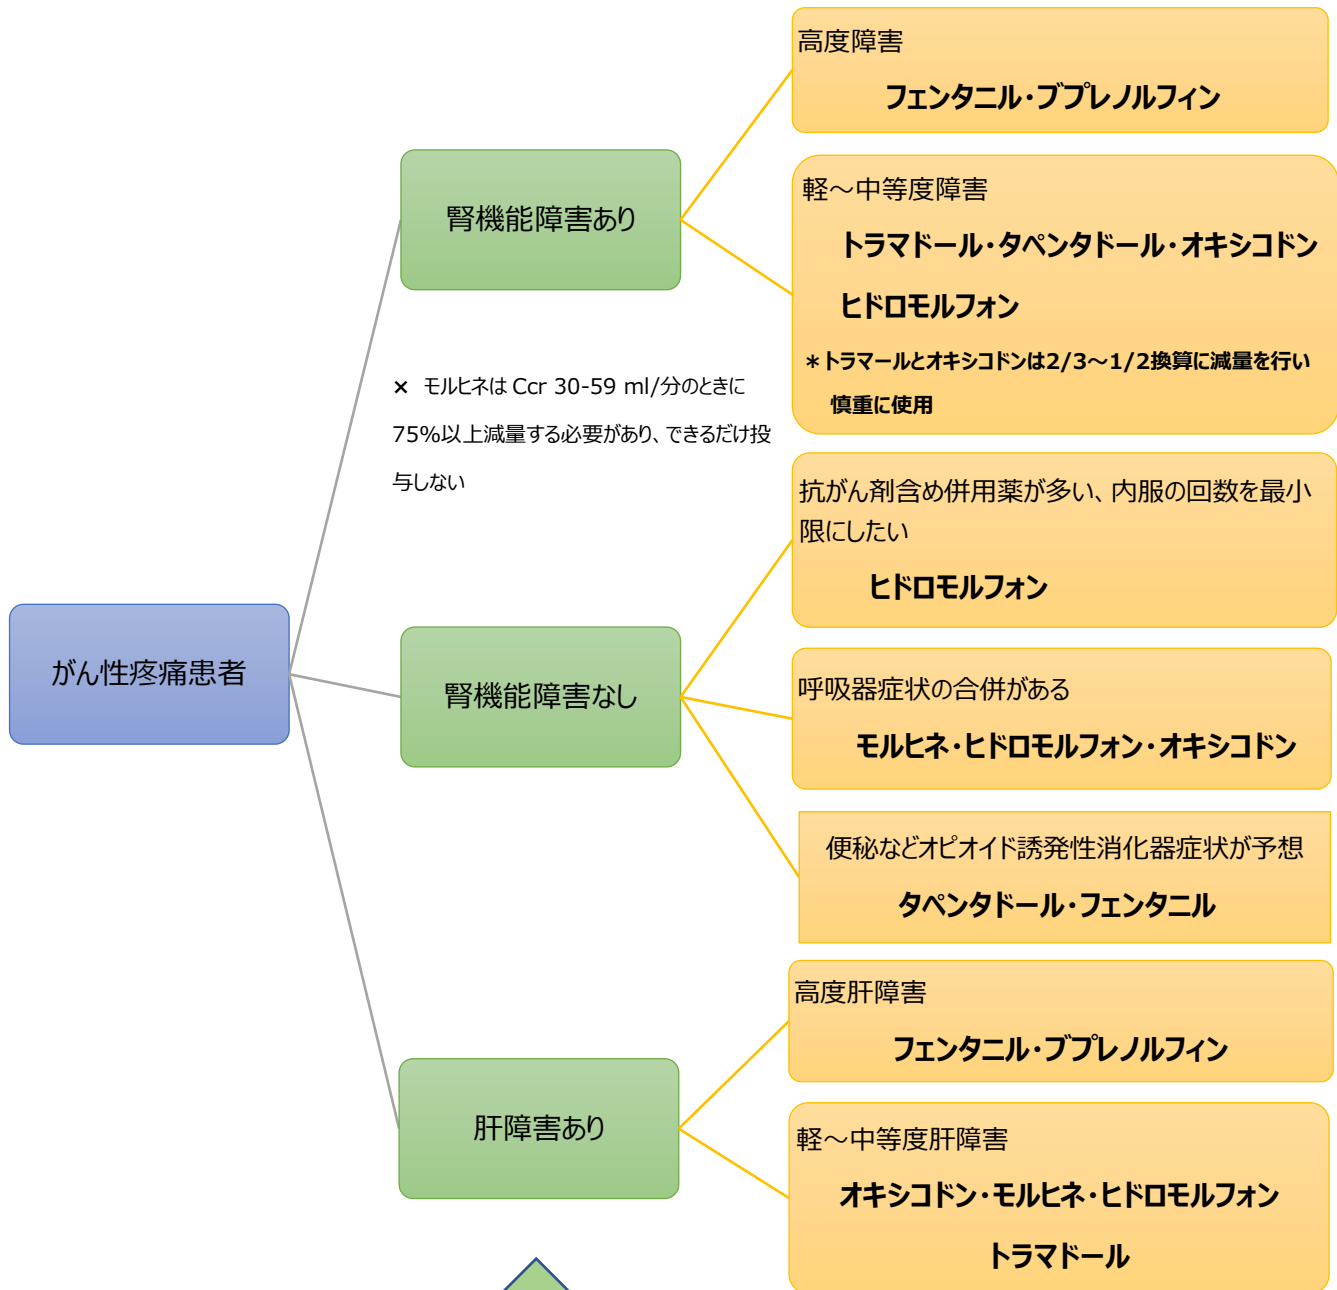 がん性疼痛患者
腎機能障害あり
高度障害
フェンタニル・ブプレノルフィン
軽～中等度障害
トラマドール・タペンタドール・オキシコドン
ヒドロモルフォン
＊トラマールとオキシコドンは2/3～1/2換算に減量を行い
慎重に使用
× モルヒネは Ccr 30-59 ml/分のときに
75%以上減量する必要があり、できるだけ投
与しない
腎機能障害なし
抗がん剤含め併用薬が多い、内服の回数を最小
限にしたい
ヒドロモルフォン
呼吸器症状の合併がある
モルヒネ・ヒドロモルフォン・オキシコドン
便秘などオピオイド誘発性消化器症状が予想
タペンタドール・フェンタニル
肝障害あり
高度肝障害
フェンタニル・ブプレノルフィン
軽～中等度肝障害
オキシコドン・モルヒネ・ヒドロモルフォン
トラマドール